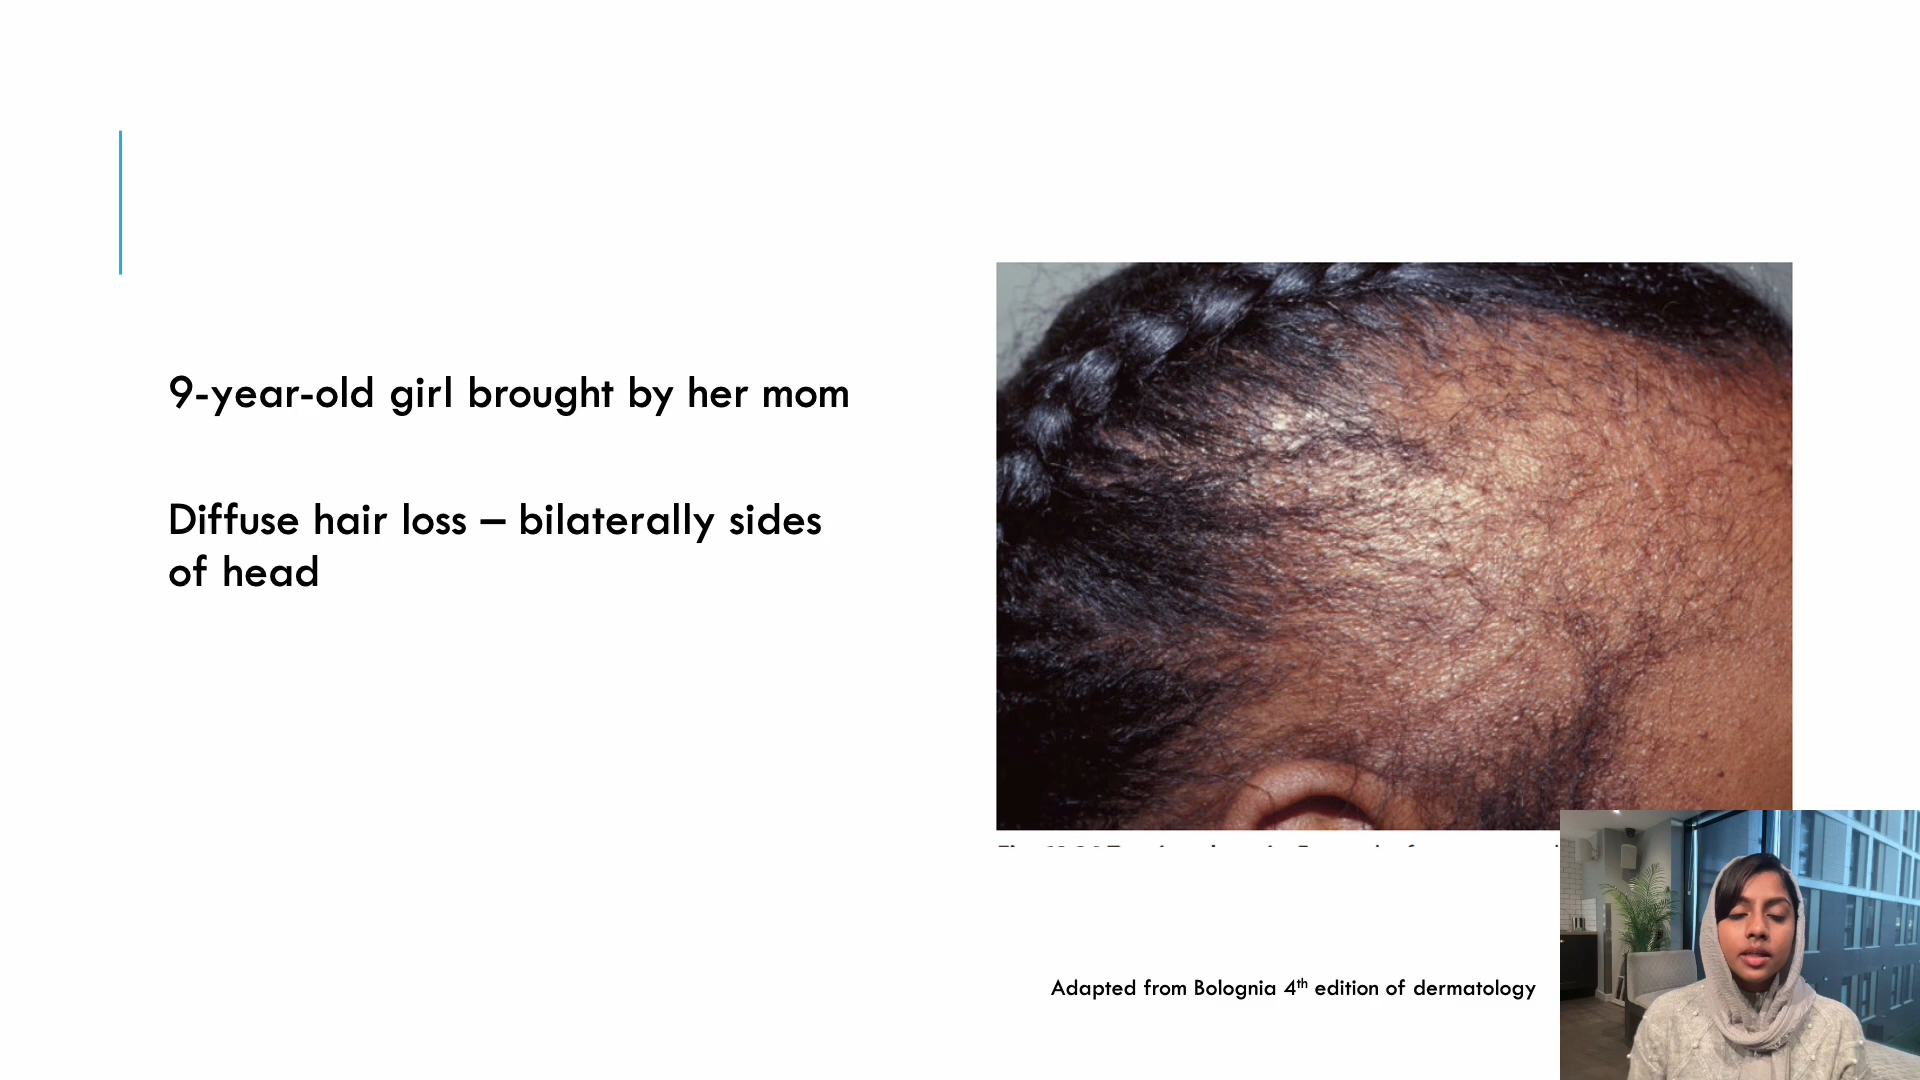 9-year-old girl brought by her mom
Diffuse hair loss – bilaterally sides
of head
Adapted from Bologna 4th edition of dermatology